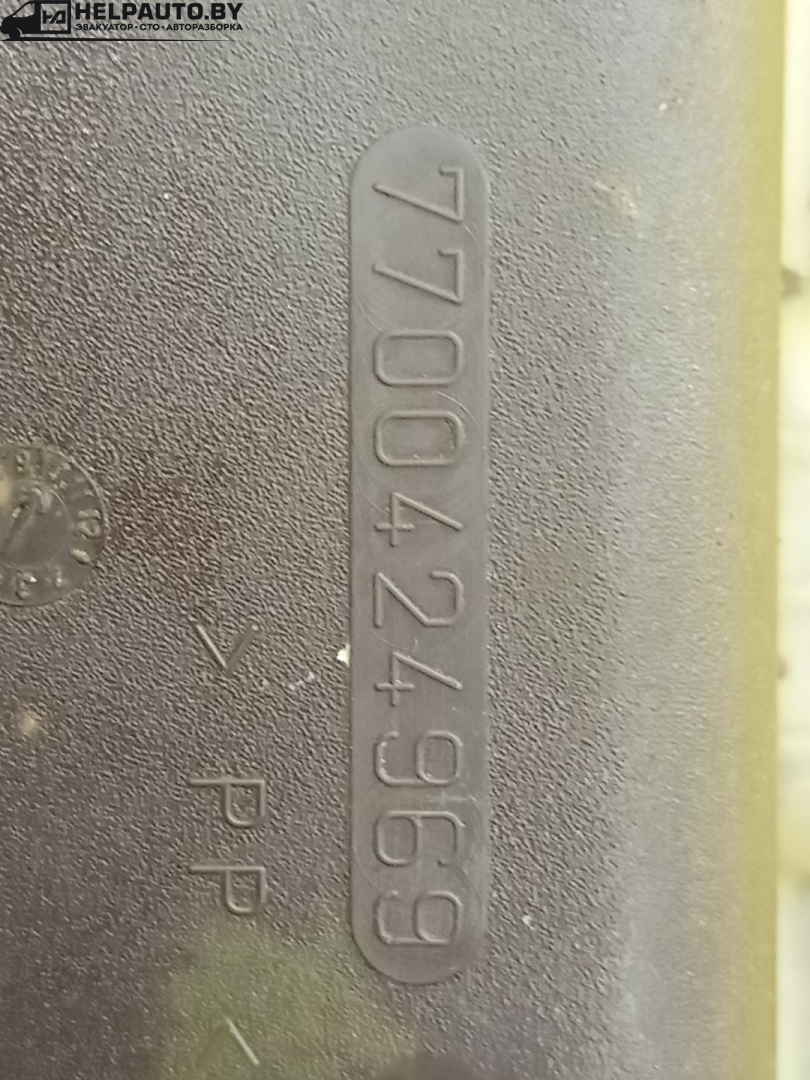 HELPAUTO.BY
ЭВАКУАТОР · СТО · АВТОРАЗБОРКА
7700424969
>PP<